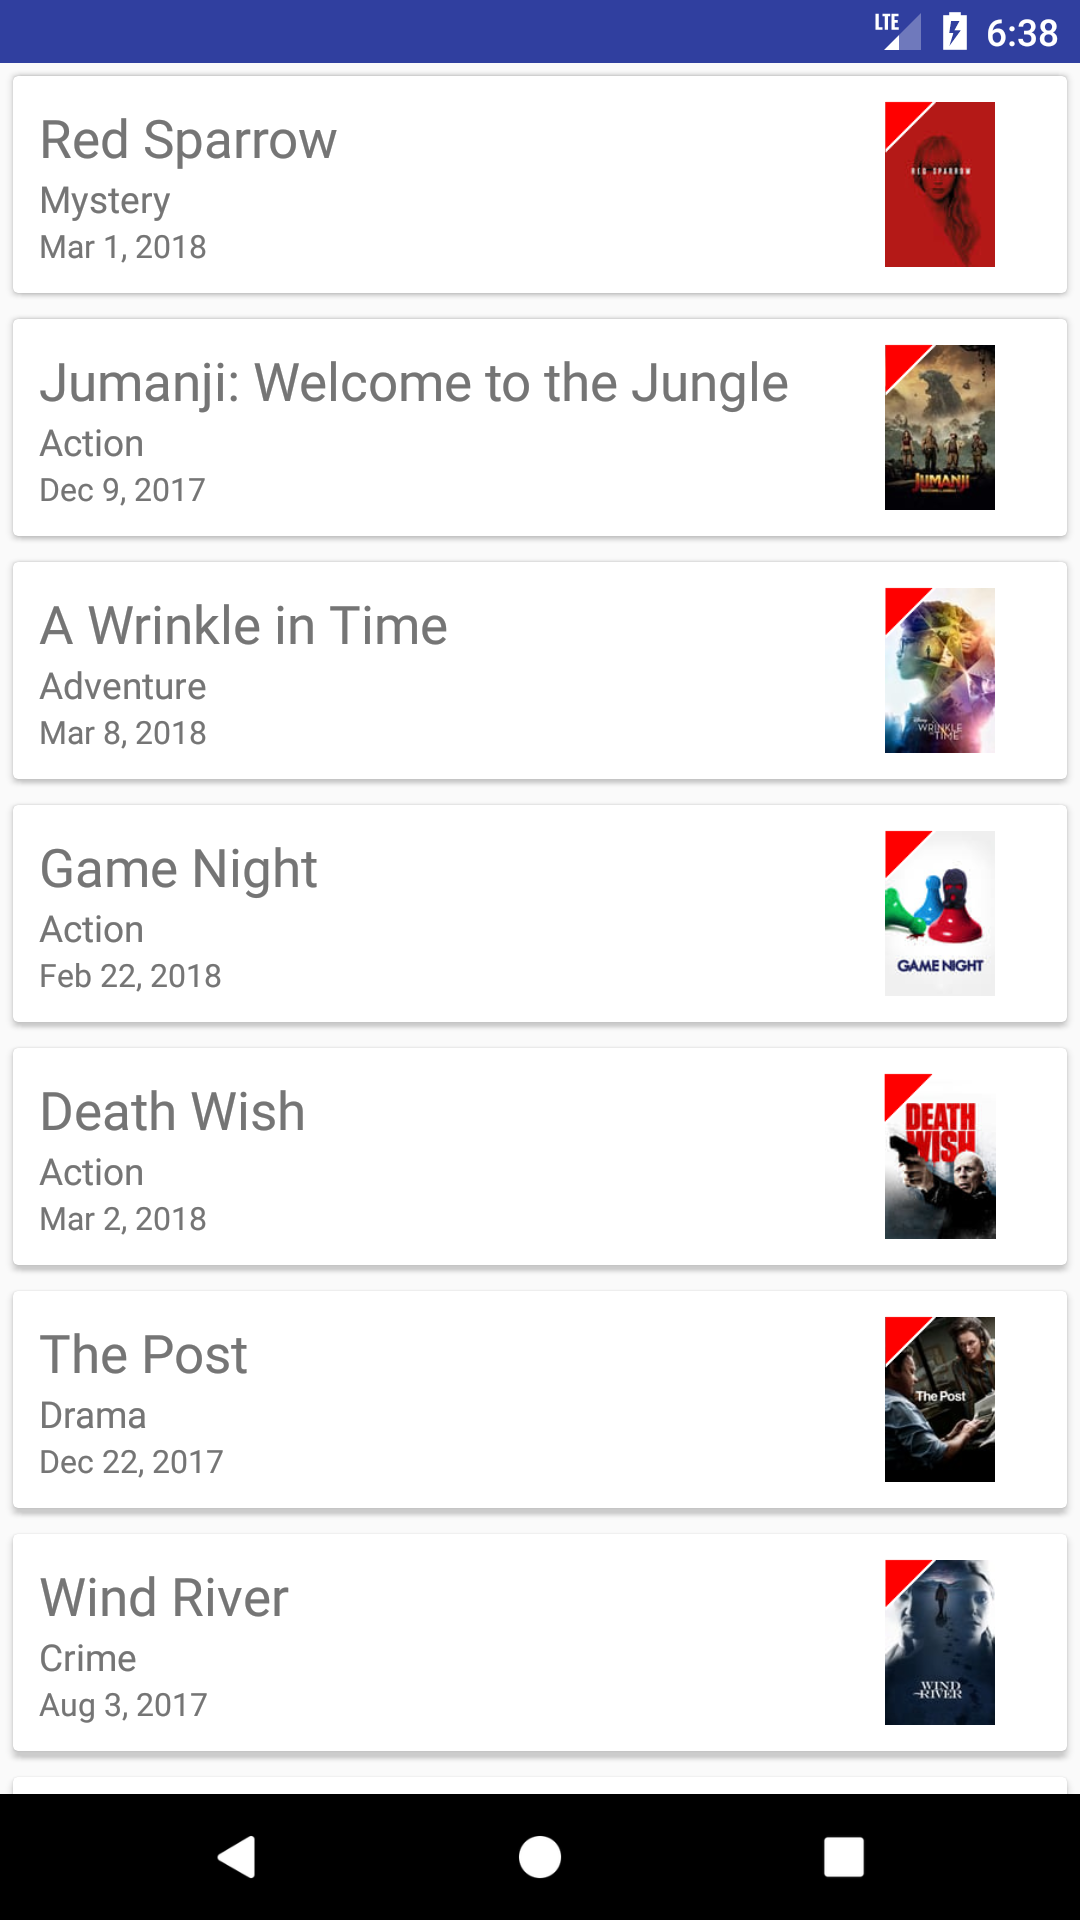 LTE 6:38
Red Sparrow
Mystery
Mar 1, 2018
RED SPARROW
Jumanji: Welcome to the Jungle
Action
Dec 9, 2017
JUMANJI
A Wrinkle in Time
Adventure
Mar 8, 2018
WRINKLE
TIME
Game Night
Action
Feb 22, 2018
GAME NIGHT
Death Wish
Action
Mar 2, 2018
DEATH
WISH
The Post
Drama
Dec 22, 2017
The Post
Wind River
Crime
Aug 3, 2017
WIND
RIVER